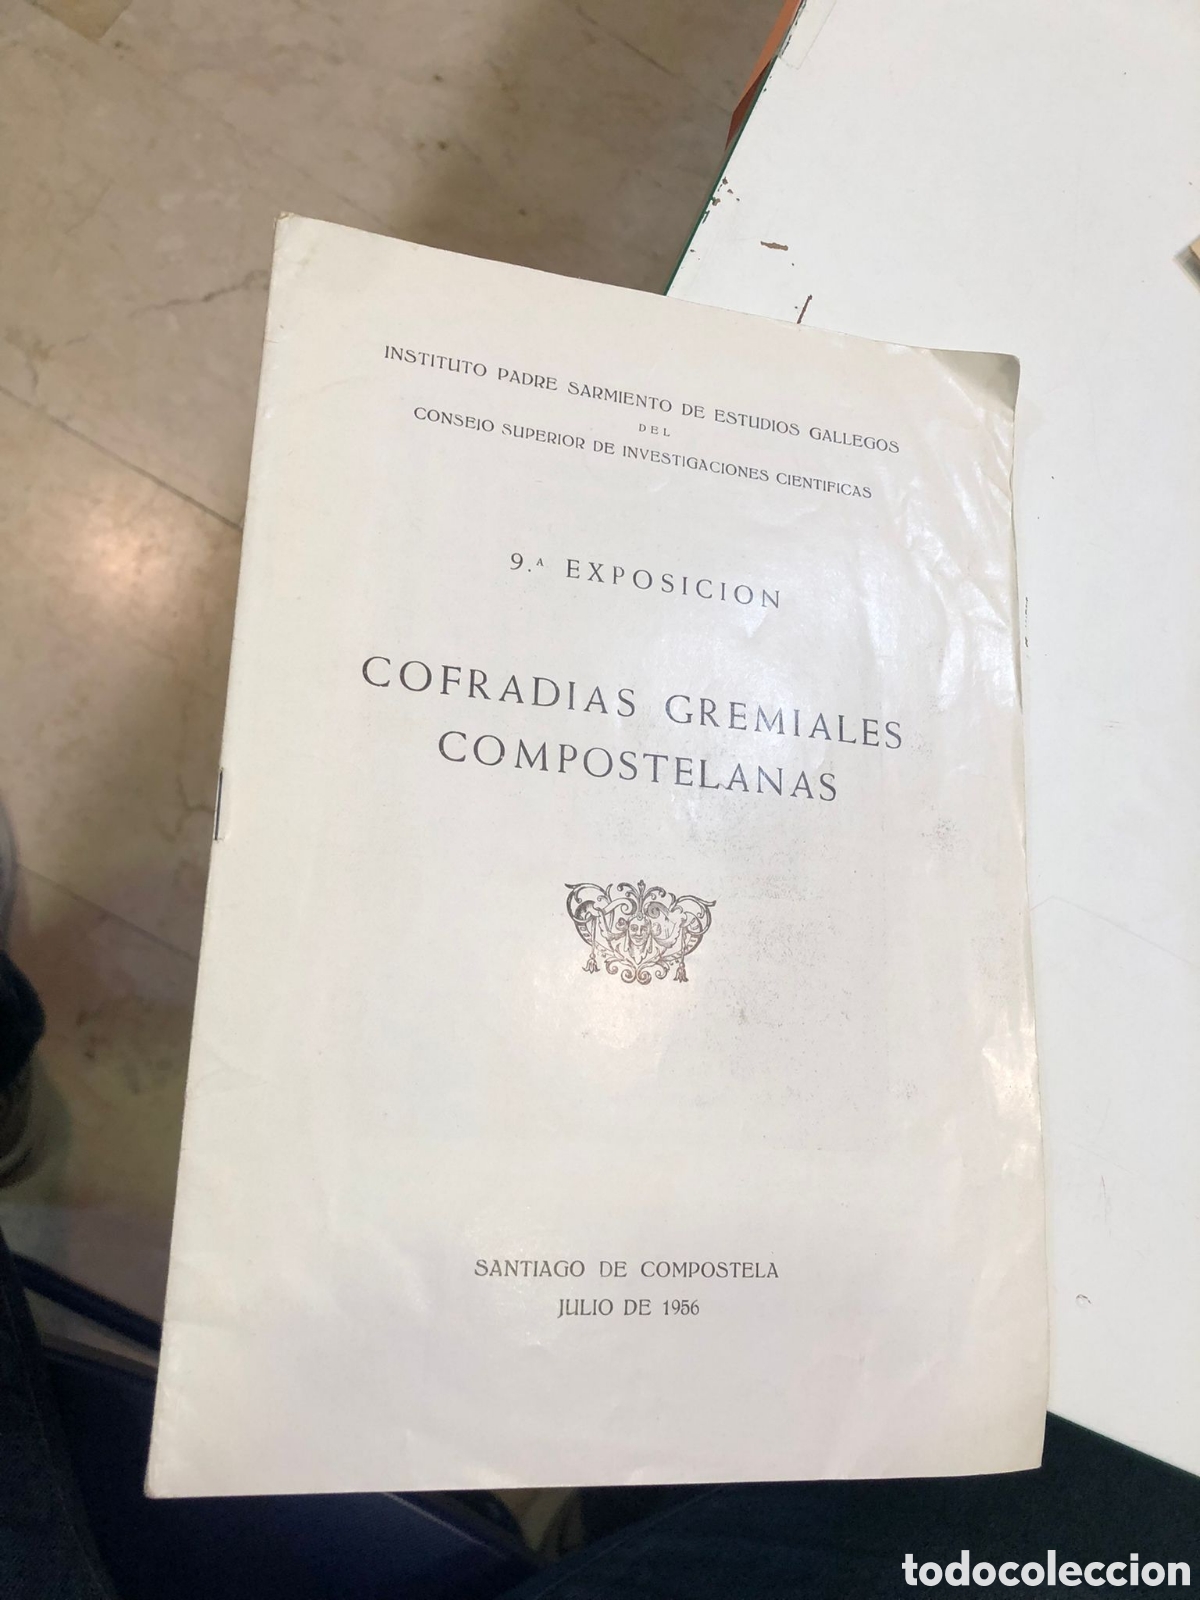 INSTITUTO PADRE SARMIENTO DE ESTUDIOS GALLEGOS
DEL
CONSEJO SUPERIOR DE INVESTIGACIONES CIENTIFICAS
9.ᴬ EXPOSICION
COFRADIAS GREMIALES
COMPOSTELANAS
SANTIAGO DE COMPOSTELA
JULIO DE 1956
todocoleccion